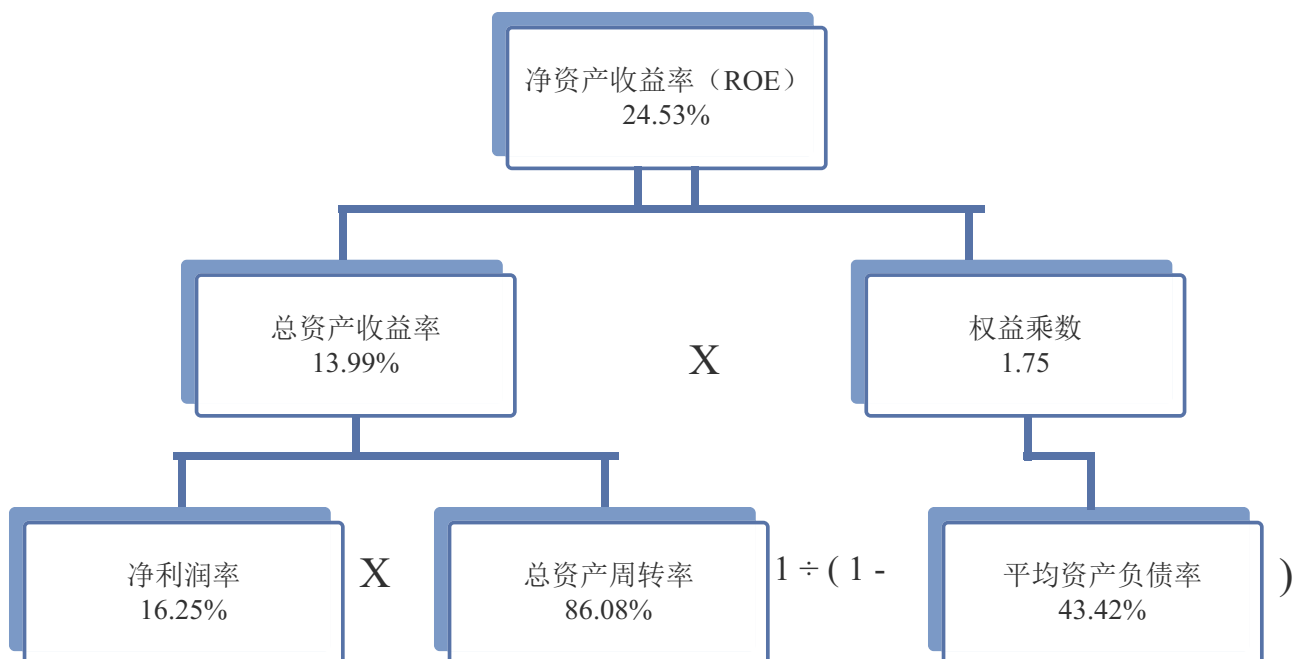 净资产收益率（ROE）
24.53%
总资产收益率
13.99%
X
权益乘数
1.75
净利润率
16.25%
X
总资产周转率
86.08%
1 ÷ ( 1 -
平均资产负债率
43.42%
)